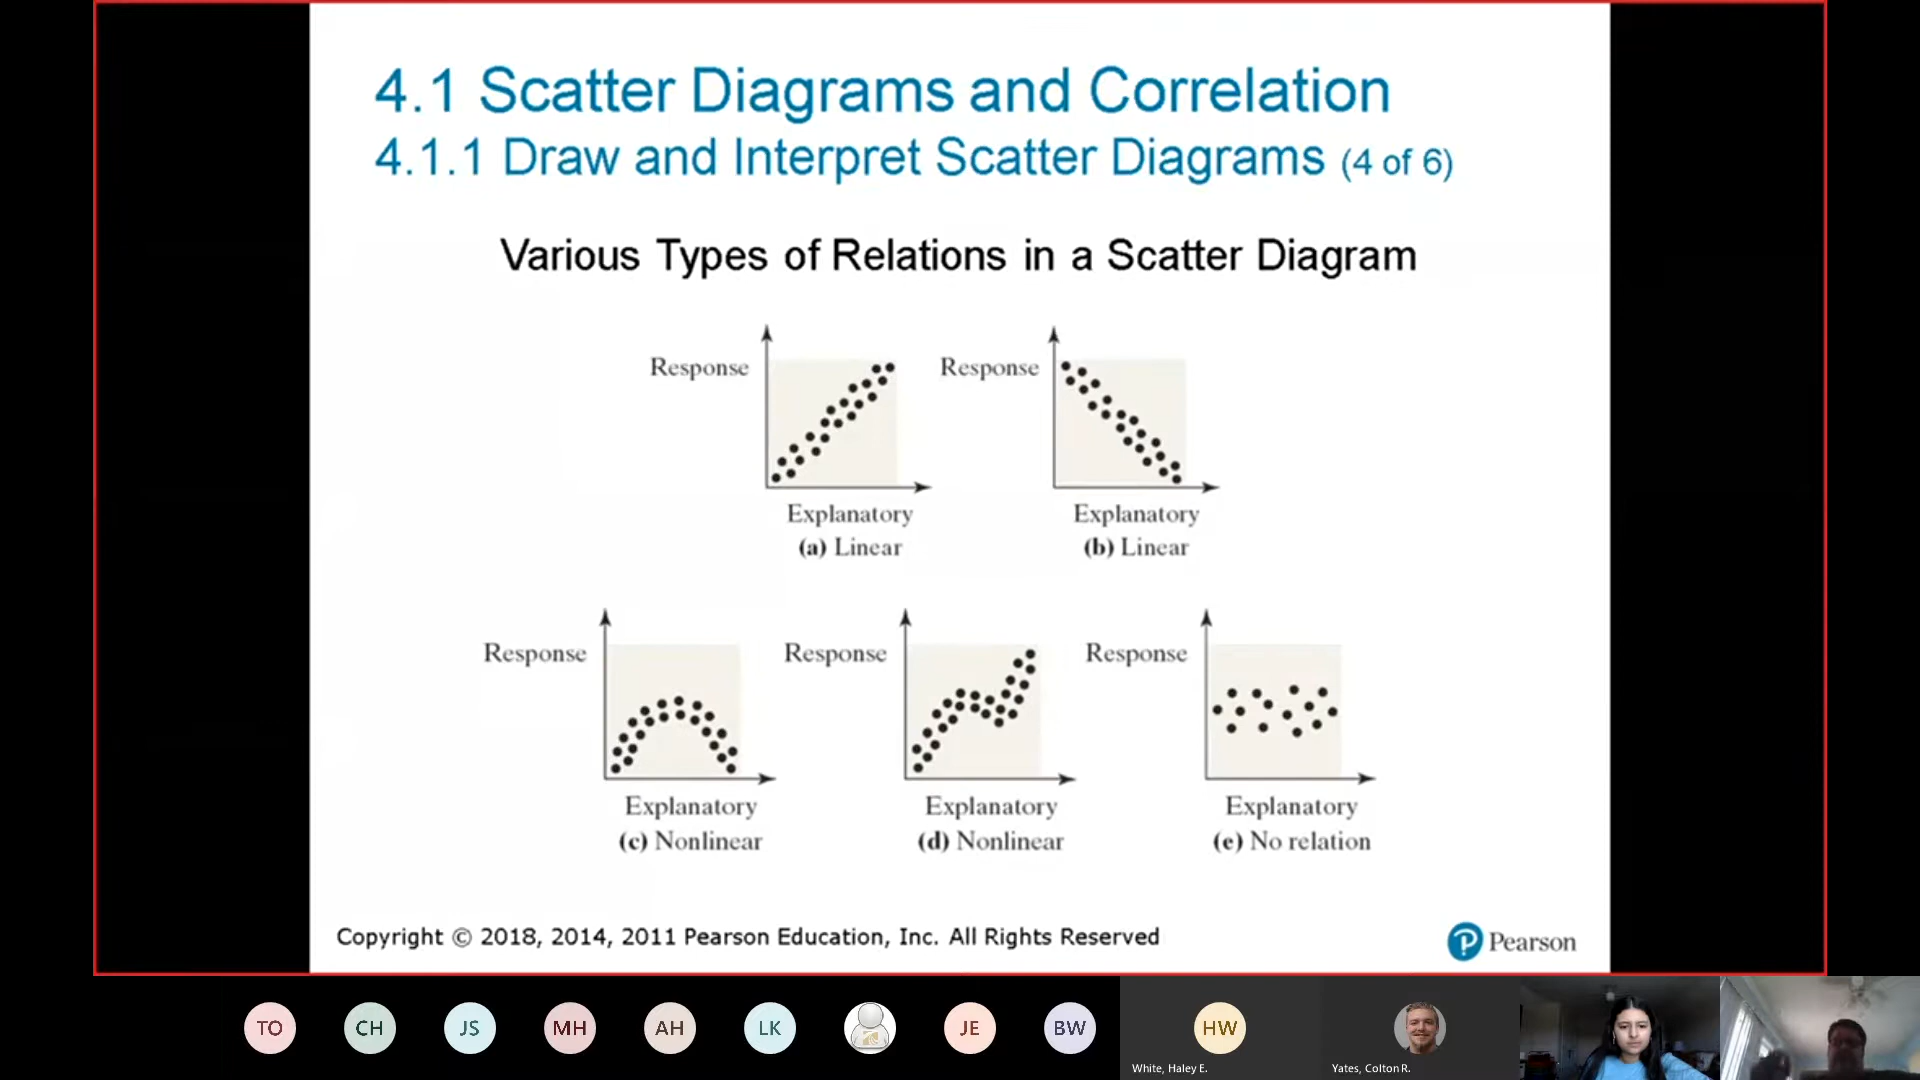 4.1 Scatter Diagrams and Correlation
4.1.1 Draw and Interpret Scatter Diagrams (4 of 6)
Various Types of Relations in a Scatter Diagram
Response
Explanatory
(a) Linear
Response
Explanatory
(b) Linear
Response
Explanatory
(c) Nonlinear
Response
Explanatory
(d) Nonlinear
Response
Explanatory
(e) No relation
Copyright © 2018, 2014, 2011 Pearson Education, Inc. All Rights Reserved
P Pearson
TO
CH
JS
MH
AH
LK
JE
BW
HW
White, Haley E.
Yates, Colton R.